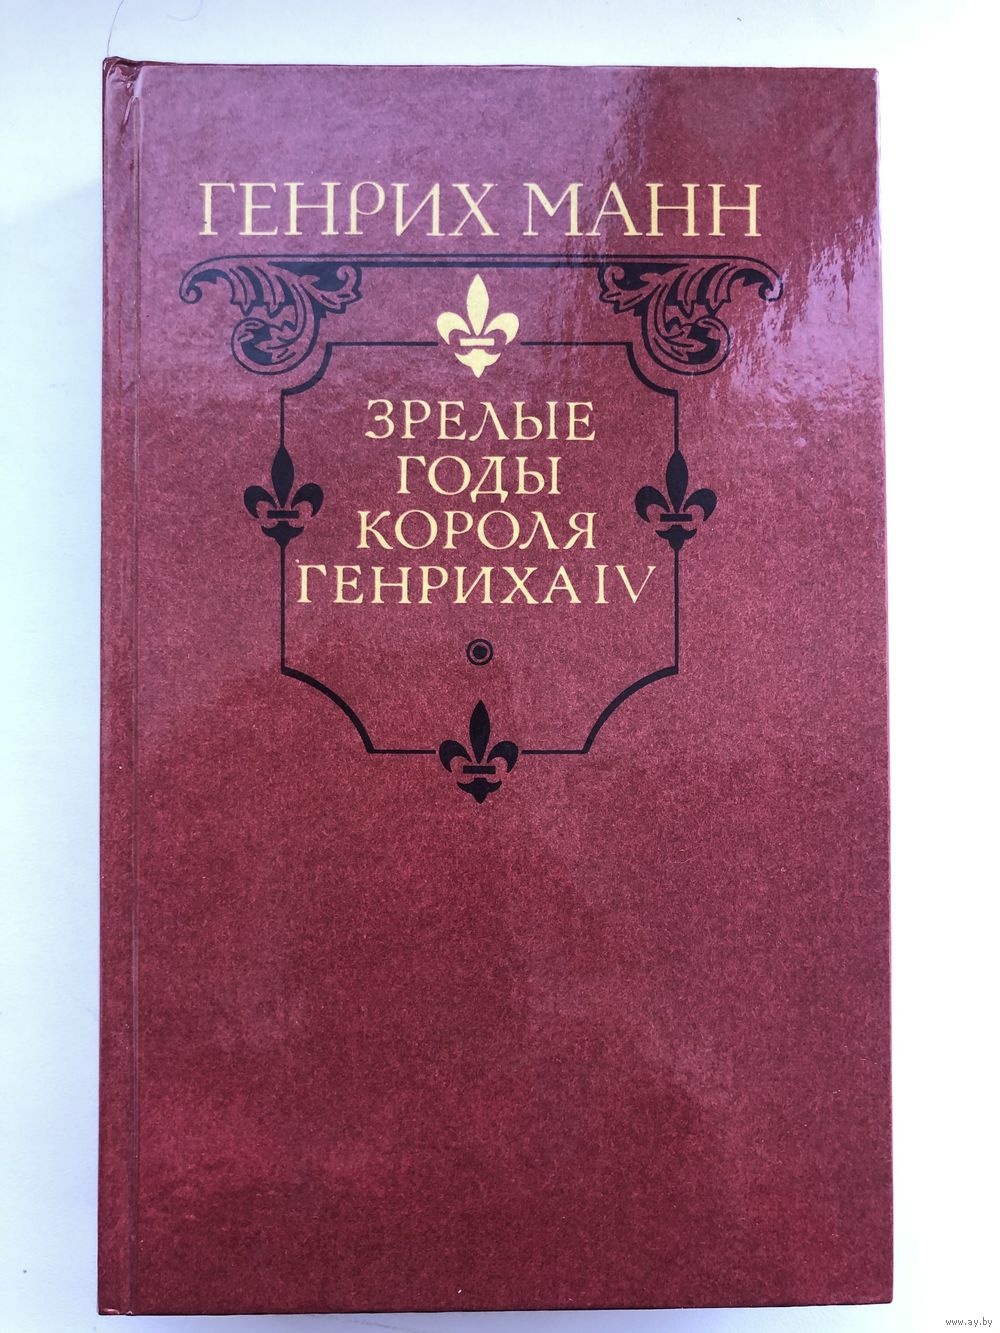 ГЕНРИХ МАНН
ЗРЕЛЫЕ
ГОДЫ
КОРОЛЯ
ГЕНРИХА IV
www.ay.by